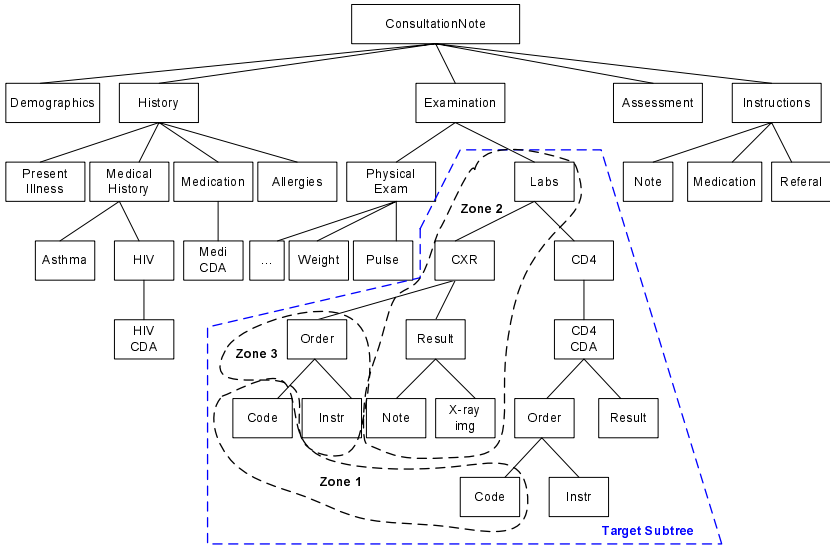 ConsultationNote
Demographics
History
Examination
Assessment
Instructions
Present
Illness
Medical
History
Medication
Allergies
Physical
Exam
Labs
Note
Medication
Referal
Zone 2
Asthma
HIV
Medi
CDA
...
Weight
Pulse
CXR
CD4
HIV
CDA
Order
Result
CD4
CDA
Zone 3
Code
Instr
Note
X-ray
img
Order
Result
Zone 1
Code
Instr
Target Subtree